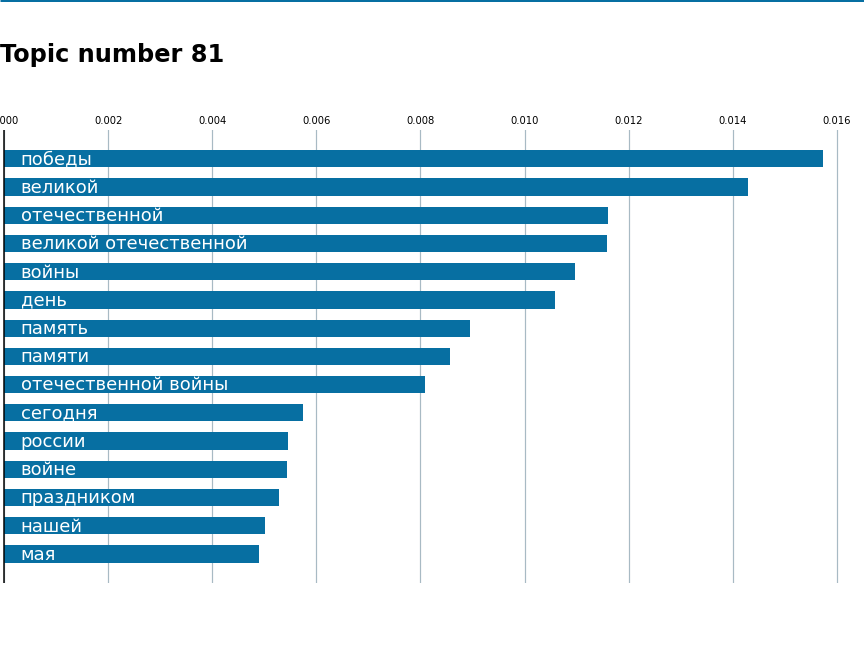 Topic number 81
000 0.002 0.004 0.006 0.008 0.010 0.012 0.014 0.016
победы
великой
отечественной
великой отечественной
войны
день
память
памяти
отечественной войны
сегодня
россии
войне
праздником
нашей
мая